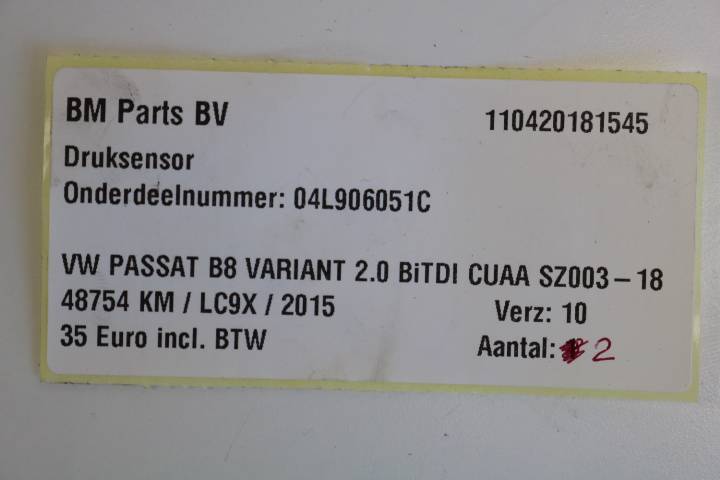 BM Parts BV 110420181545
Druksensor
Onderdeelnummer: 04L906051C
VW PASSAT B8 VARIANT 2.0 BiTDI CUAA SZ003-18
48754 KM / LC9X / 2015 Verz: 10
35 Euro incl. BTW Aantal: 2